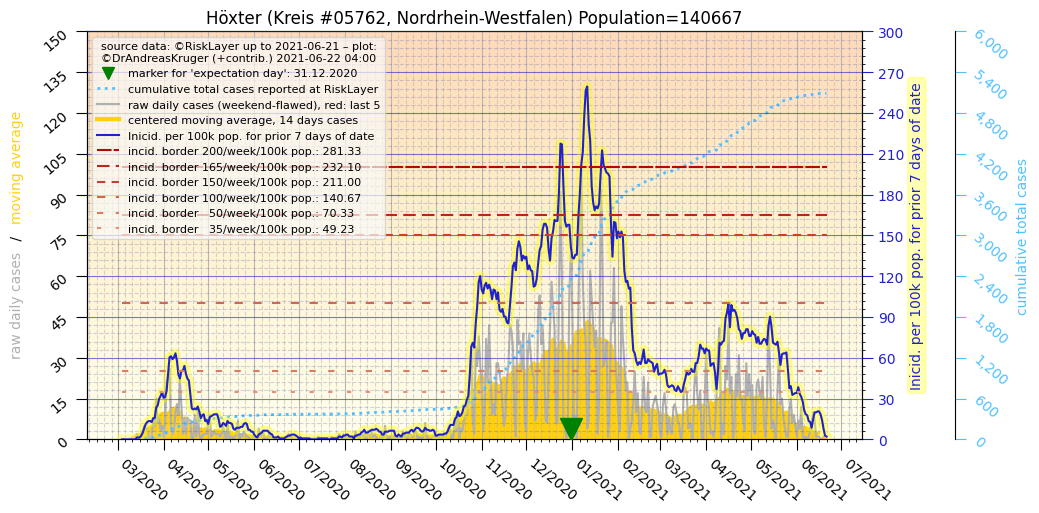 Höxter (Kreis #05762, Nordrhein-Westfalen) Population=140667
source data: ©RiskLayer up to 2021-06-21 – plot:
©DrAndreasKruger (+contrib.) 2021-06-22 04:00
marker for 'expectation day': 31.12.2020
cumulative total cases reported at RiskLayer
raw daily cases (weekend-flawed), red: last 5
centered moving average, 14 days cases
Inicid. per 100k pop. for prior 7 days of date
incid. border 200/week/100k pop.: 281.33
incid. border 165/week/100k pop.: 232.10
incid. border 150/week/100k pop.: 211.00
incid. border 100/week/100k pop.: 140.67
incid. border   50/week/100k pop.: 70.33
incid. border   35/week/100k pop.: 49.23
raw daily cases / moving average
150
135
120
105
90
75
60
45
30
15
0
03/2020
04/2020
05/2020
06/2020
07/2020
08/2020
09/2020
10/2020
11/2020
12/2020
01/2021
02/2021
03/2021
04/2021
05/2021
06/2021
07/2021
300
270
240
210
180
150
120
90
60
30
0
Inicid. per 100k pop. for prior 7 days of date
6,000
5,400
4,800
4,200
3,600
3,000
2,400
1,800
1,200
600
0
cumulative total cases